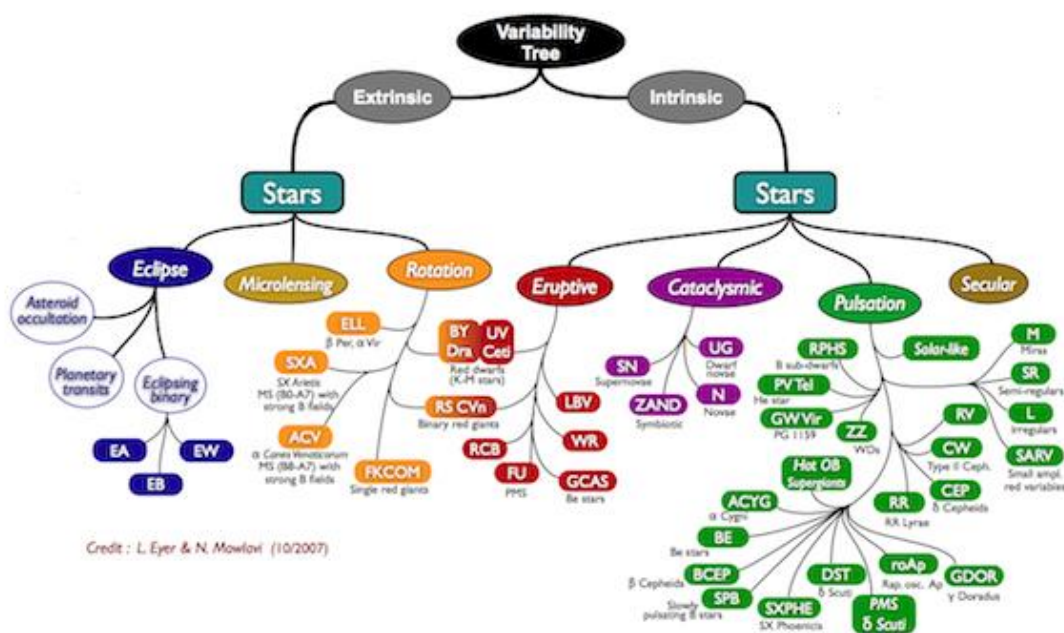 Variability
Tree
Extrinsic
Intrinsic
Stars
Stars
Eclipse
Microlensing
Rotation
Eruptive
Cataclysmic
Pulsation
Secular
Asteroid
occultation
Planetary
transits
Eclipsing
binary
EA
EB
EW
ELL
β Per, α Vir
SXA
SX Arietis
MS (B0-A7) with
strong B fields
ACV
α Canes Venaticorum
MS (B8-A7) with
strong B fields
BY
Dra
UV
Ceti
Red dwarfs
(K-M stars)
RS CVn
Binary red giants
FKCOM
Single red giants
LBV
WR
RCB
FU
PMS
GCAS
Be stars
SN
Supernovae
UG
Dwarf
novae
ZAND
Symbiotic
N
Novae
RPHS
B sub-dwarfs
Solar-like
PV Tel
He star
GW Vir
PG 1159
ZZ
WDs
M
Miras
SR
Semi-regulars
L
Irregulars
SARV
Small ampl.
red variables
RV
CW
Type II Ceph.
CEP
δ Cepheids
RR
RR Lyrae
Hot OB
Supergiants
ACYG
α Cygni
BE
Be stars
BCEP
β Cepheids
SPB
Slowly
pulsating B stars
SXPHE
SX Phoenicis
DST
δ Scuti
PMS
δ Scuti
roAp
Rap. osc. Ap
GDOR
γ Doradus
Credit : L. Eyer & N. Mowlavi (10/2007)